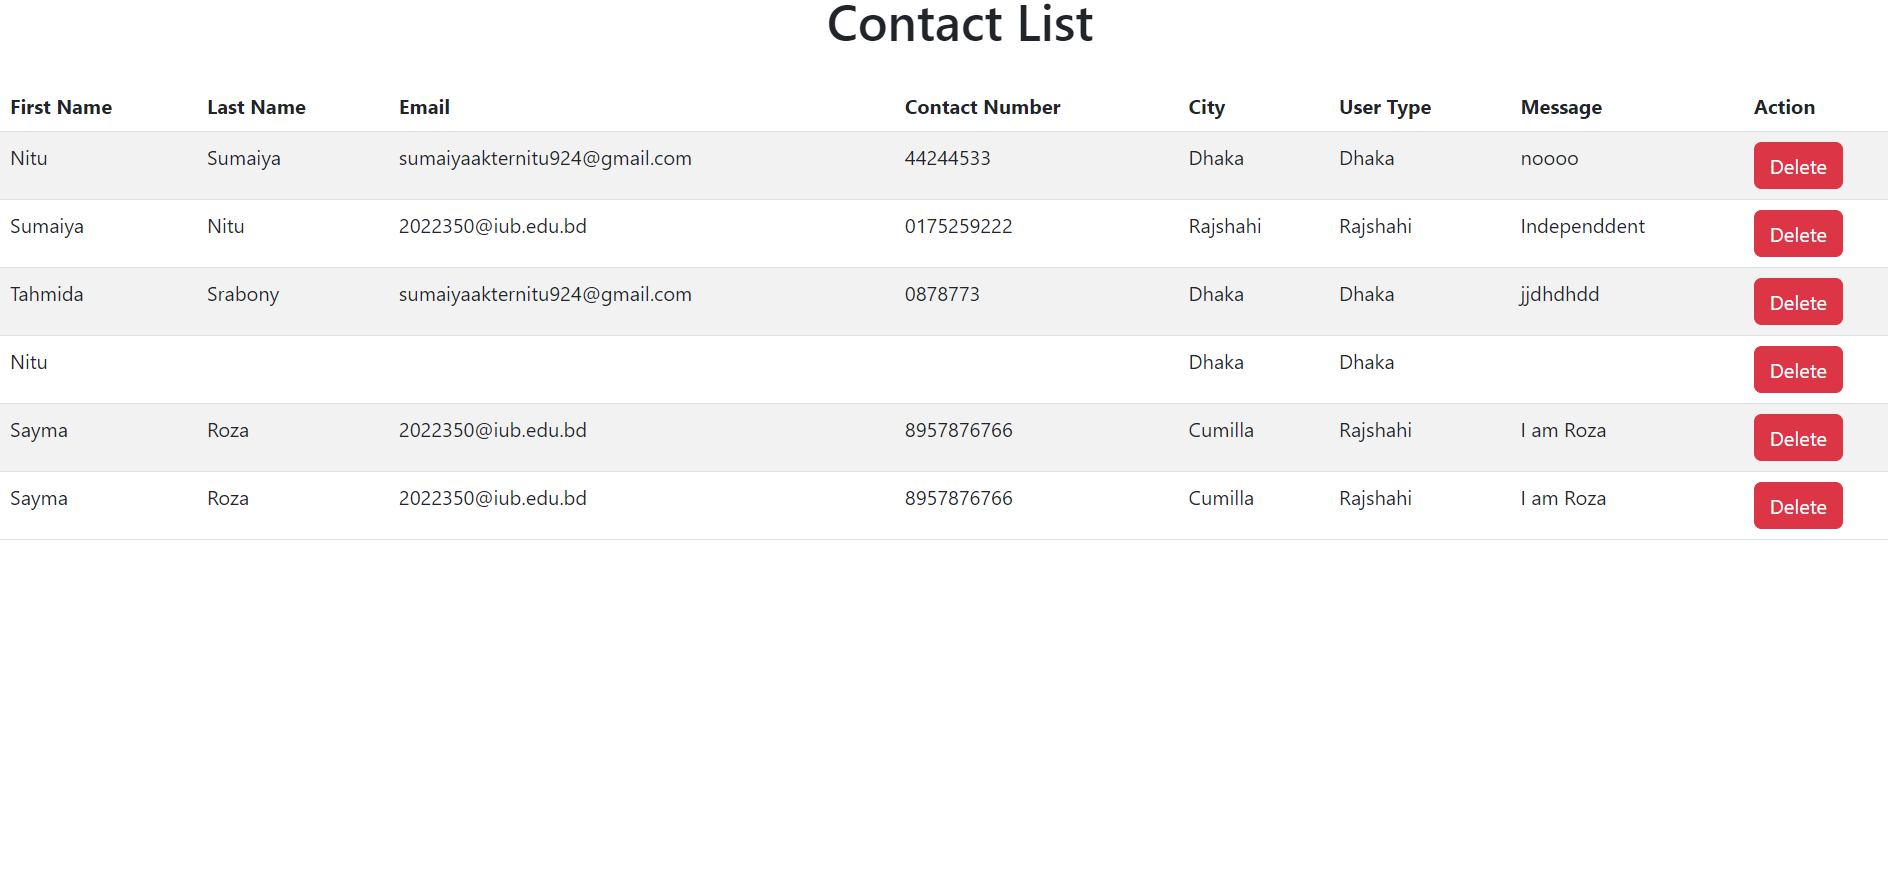 Contact List
First Name Last Name Email Contact Number City User Type Message Action
Nitu Sumaiya sumaiyaakternitu924@gmail.com 44244533 Dhaka Dhaka noooo Delete
Sumaiya Nitu 2022350@iub.edu.bd 0175259222 Rajshahi Rajshahi Independdent Delete
Tahmida Srabony sumaiyaakternitu924@gmail.com 0878773 Dhaka Dhaka jjdhdhdd Delete
Nitu Dhaka Dhaka Delete
Sayma Roza 2022350@iub.edu.bd 8957876766 Cumilla Rajshahi I am Roza Delete
Sayma Roza 2022350@iub.edu.bd 8957876766 Cumilla Rajshahi I am Roza Delete